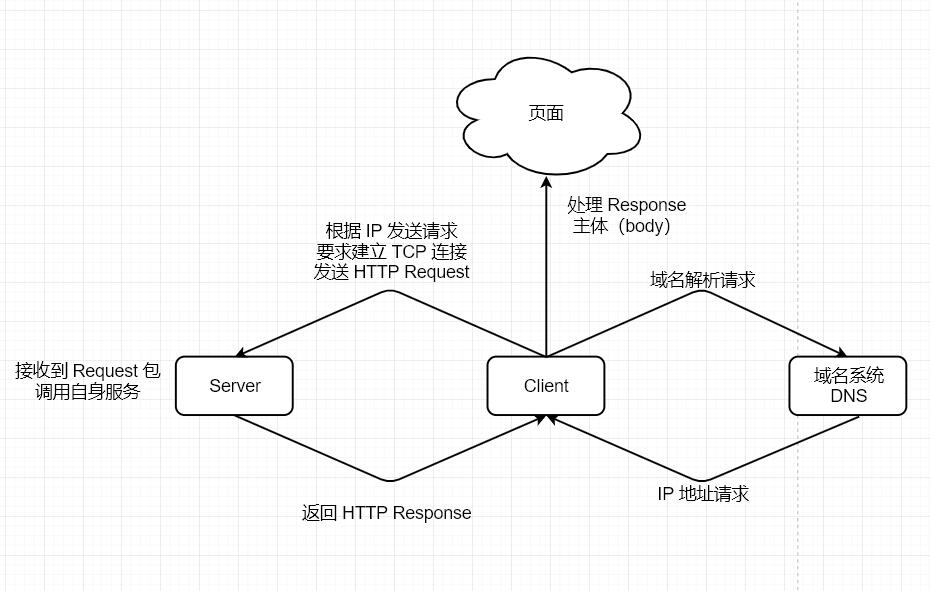 页面
处理 Response
主体（body）
根据 IP 发送请求
要求建立 TCP 连接
发送 HTTP Request
域名解析请求
接收到 Request 包
调用自身服务
Server
Client
域名系统
DNS
IP 地址请求
返回 HTTP Response